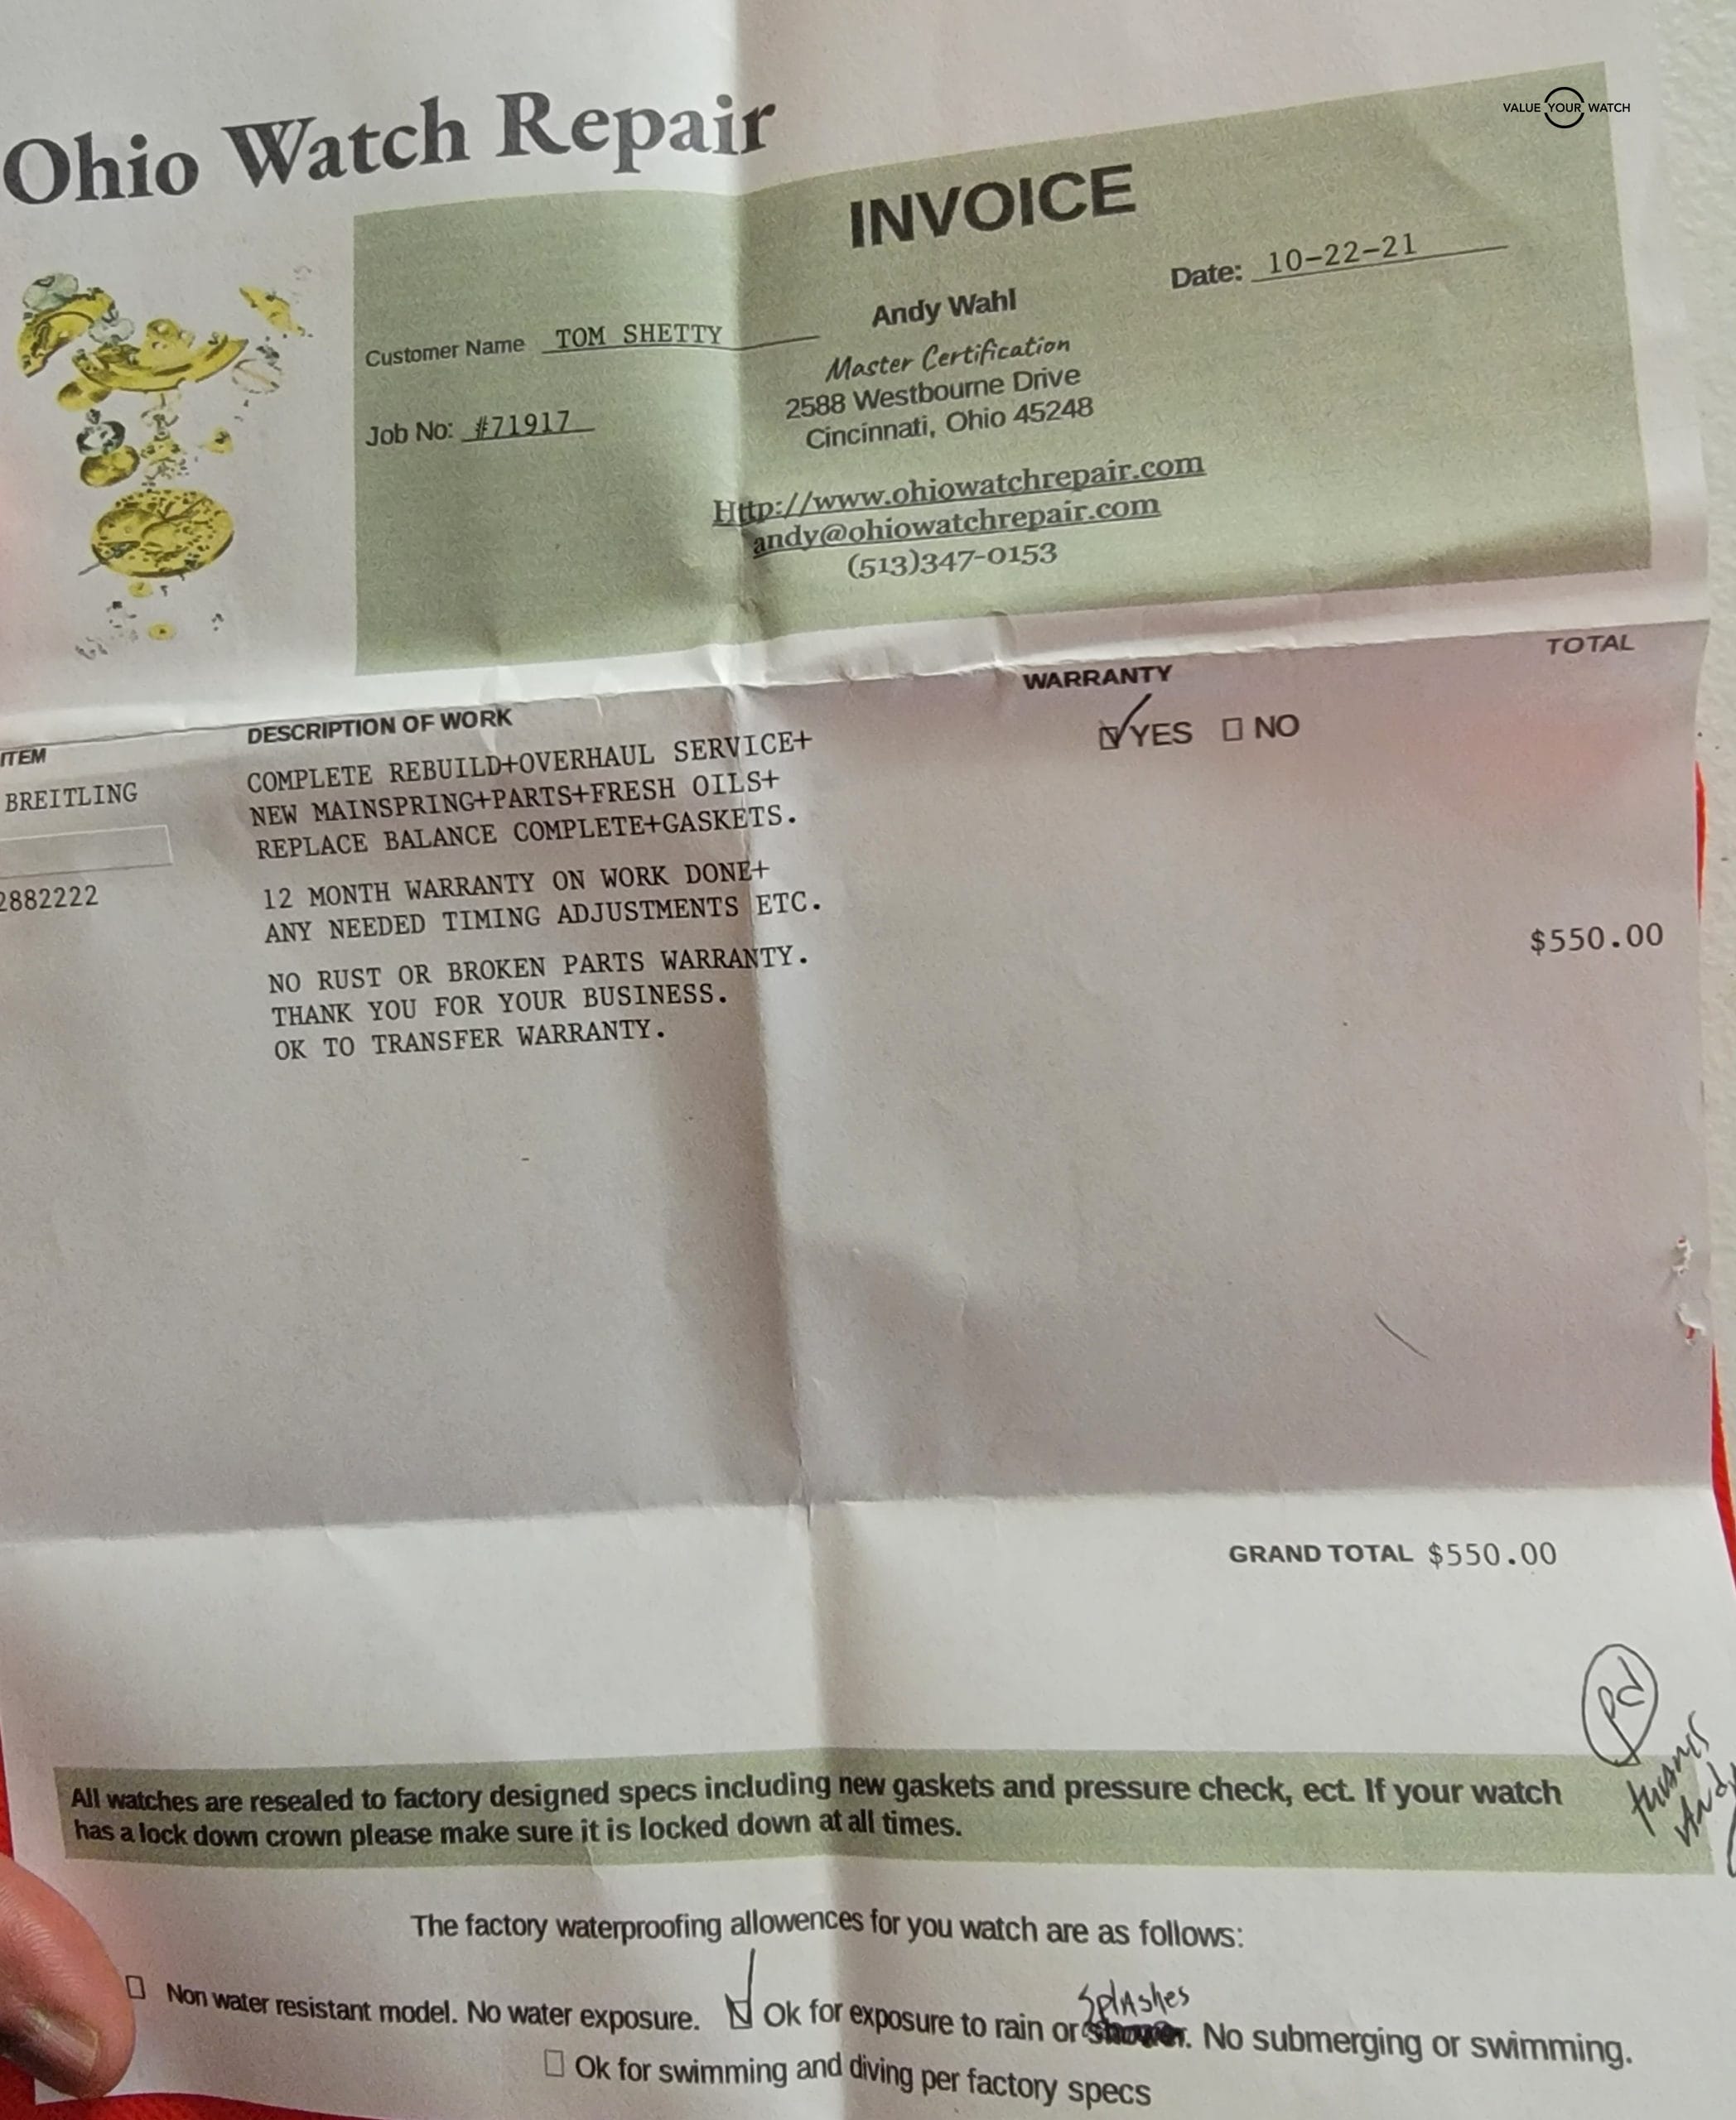 VALUE YOUR WATCH
Ohio Watch Repair
INVOICE
Date: 10-22-21
Andy Wahl
Customer Name TOM SHETTY
Master Certification
2588 Westbourne Drive
Job No: #71917
Cincinnati, Ohio 45248
Http://www.ohiowatchrepair.com
andy@ohiowatchrepair.com
(513)347-0153
ITEM DESCRIPTION OF WORK WARRANTY TOTAL
YES NO
BREITLING
2882222
COMPLETE REBUILD+OVERHAUL SERVICE+
NEW MAINSPRING+PARTS+FRESH OILS+
REPLACE BALANCE COMPLETE+GASKETS.
12 MONTH WARRANTY ON WORK DONE+
ANY NEEDED TIMING ADJUSTMENTS ETC.
$550.00
NO RUST OR BROKEN PARTS WARRANTY.
THANK YOU FOR YOUR BUSINESS.
OK TO TRANSFER WARRANTY.
GRAND TOTAL $550.00
Pd
Andy
All watches are resealed to factory designed specs including new gaskets and pressure check, ect. If your watch
has a lock down crown please make sure it is locked down at all times.
The factory waterproofing allowences for you watch are as follows:
Splashes
Non water resistant model. No water exposure. Ok for exposure to rain or shower. No submerging or swimming.
Ok for swimming and diving per factory specs